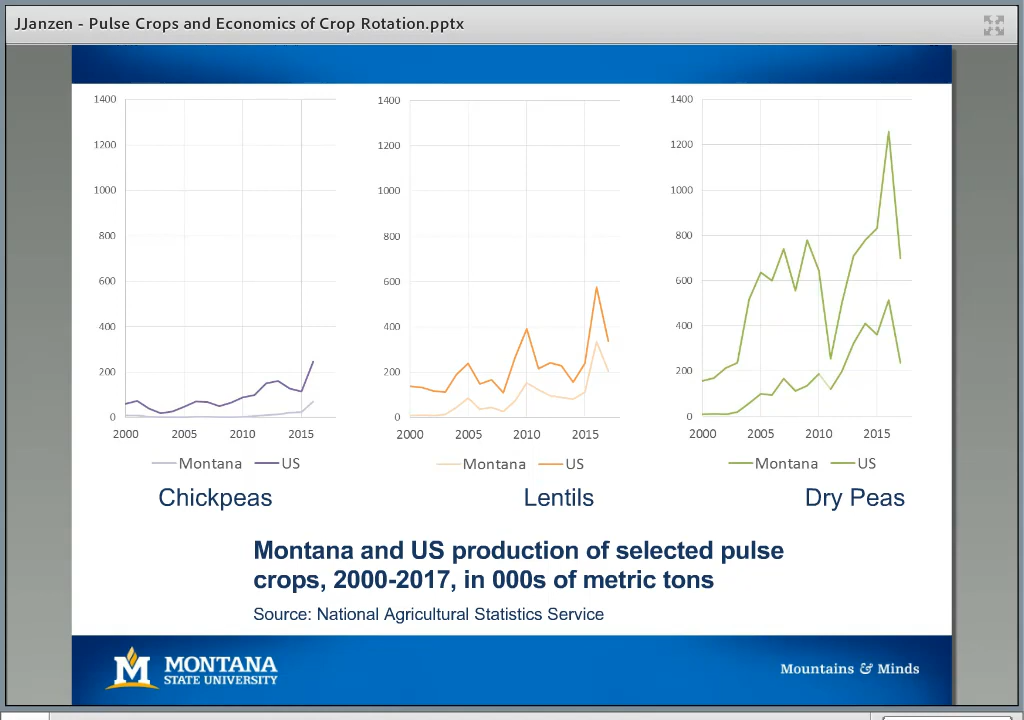 JJanzen - Pulse Crops and Economics of Crop Rotation.pptx
1400
1200
1000
800
600
400
200
0
2000 2005 2010 2015
Montana US
Chickpeas
1400
1200
1000
800
600
400
200
0
2000 2005 2010 2015
Montana US
Lentils
1400
1200
1000
800
600
400
200
0
2000 2005 2010 2015
Montana US
Dry Peas
Montana and US production of selected pulse
crops, 2000-2017, in 000s of metric tons
Source: National Agricultural Statistics Service
M MONTANA
STATE UNIVERSITY
Mountains & Minds